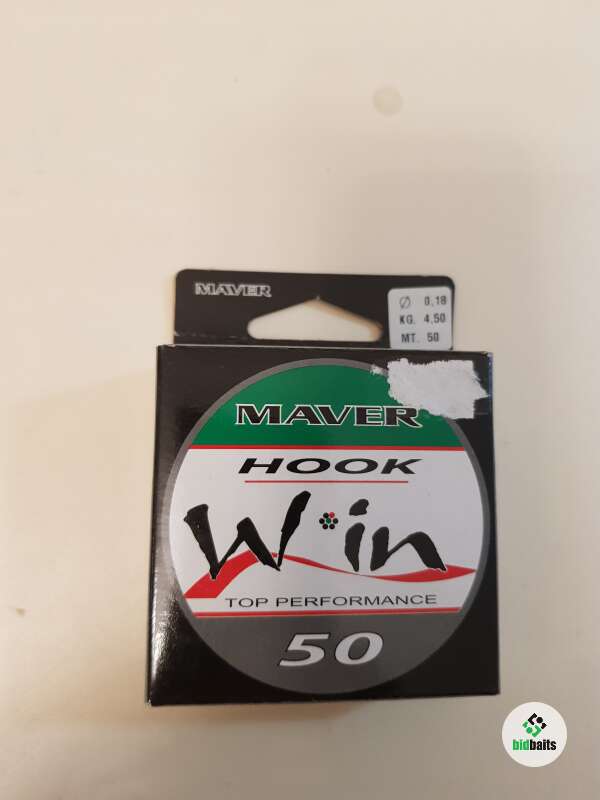 MAVER
Ø 0,18
KG. 4,50
MT. 50
MAVER
HOOK
W in
TOP PERFORMANCE
50
bidbaits